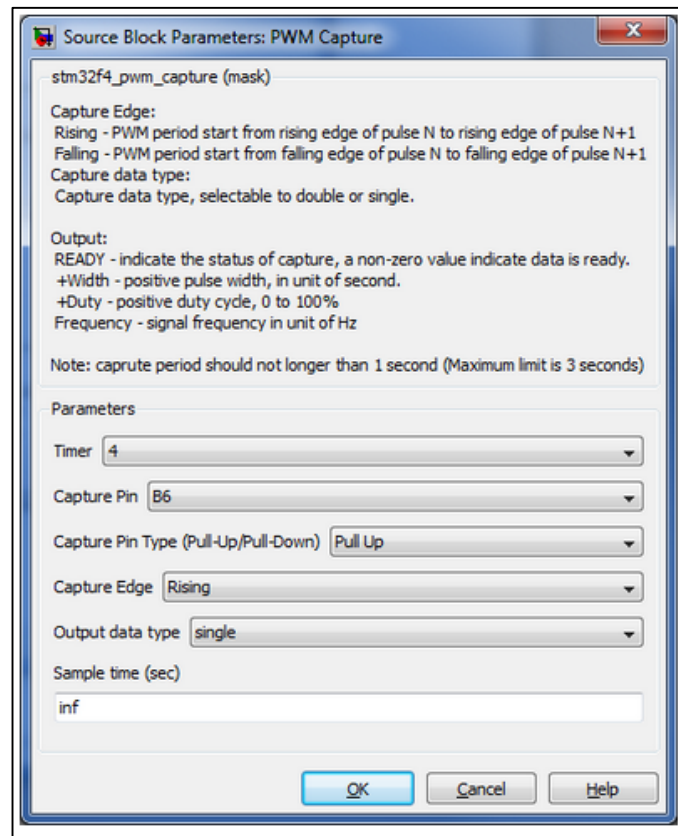 Source Block Parameters: PWM Capture
stm32f4_pwm_capture (mask)
Capture Edge:
Rising - PWM period start from rising edge of pulse N to rising edge of pulse N+1
Falling - PWM period start from falling edge of pulse N to falling edge of pulse N+1
Capture data type:
Capture data type, selectable to double or single.
Output:
READY - indicate the status of capture, a non-zero value indicate data is ready.
+Width - positive pulse width, in unit of second.
+Duty - positive duty cycle, 0 to 100%
Frequency - signal frequency in unit of Hz
Note: caprute period should not longer than 1 second (Maximum limit is 3 seconds)
Parameters
Timer 4
Capture Pin B6
Capture Pin Type (Pull-Up/Pull-Down) Pull Up
Capture Edge Rising
Output data type single
Sample time (sec)
inf
OK Cancel Help